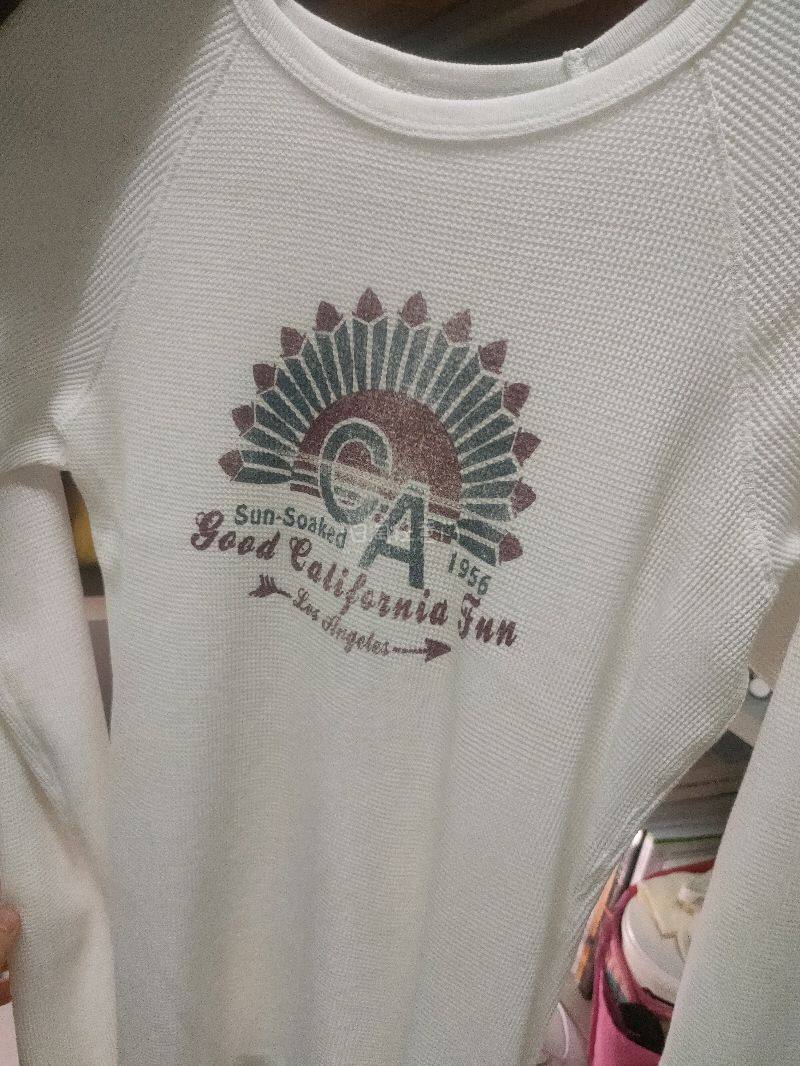 CA
Sun-Soaked
1956
Good California Fun
Los Angeles